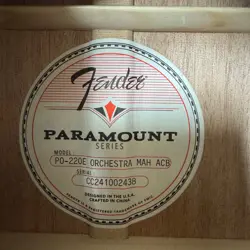 Fender
PARAMOUNT
SERIES
MODEL:
PO-220E ORCHESTRA MAH ACB
SERIAL:
CC241002438
DESIGNED IN THE U.S.A.
CRAFTED IN CHINA